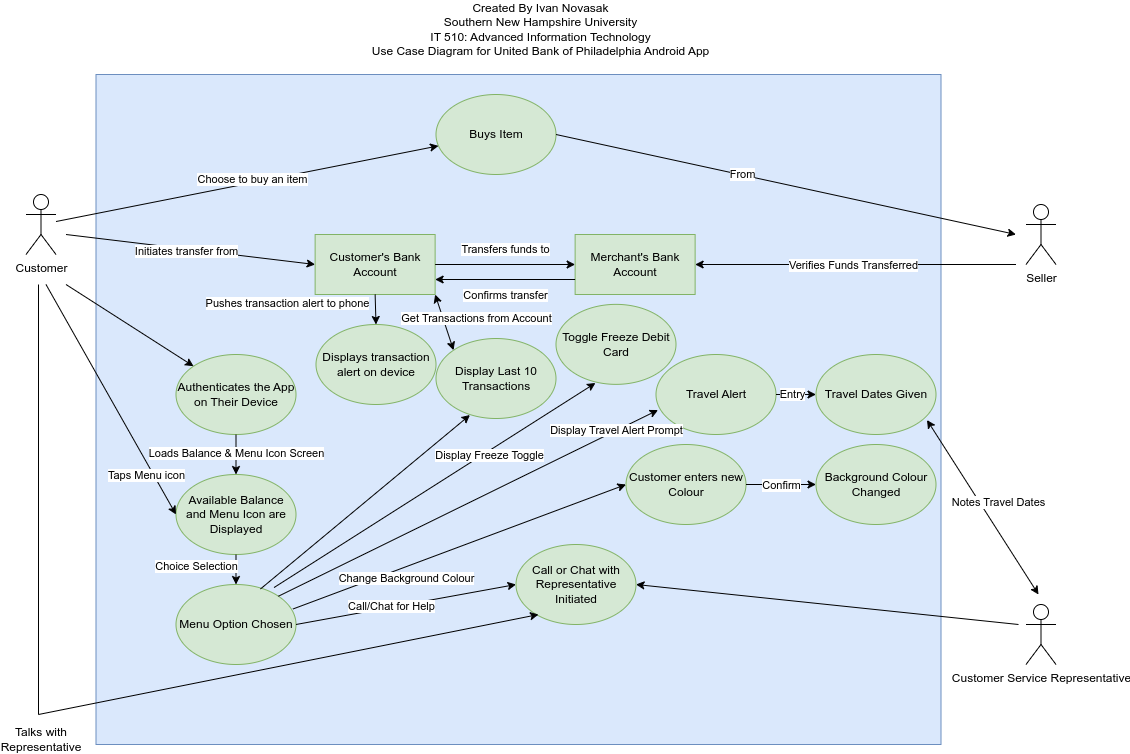 Created By Ivan Novasak
Southern New Hampshire University
IT 510: Advanced Information Technology
Use Case Diagram for United Bank of Philadelphia Android App
Buys Item
From
Choose to buy an item
Customer
Initiates transfer from
Customer's Bank
Account
Transfers funds to
Confirms transfer
Merchant's Bank
Account
Verifies Funds Transferred
Seller
Pushes transaction alert to phone
Get Transactions from Account
Displays transaction
alert on device
Display Last 10
Transactions
Toggle Freeze Debit
Card
Travel Alert
Entry
Travel Dates Given
Authenticates the App
on Their Device
Display Travel Alert Prompt
Loads Balance & Menu Icon Screen
Display Freeze Toggle
Taps Menu icon
Customer enters new
Colour
Confirm
Background Colour
Changed
Notes Travel Dates
Available Balance
and Menu Icon are
Displayed
Choice Selection
Change Background Colour
Call/Chat for Help
Call or Chat with
Representative
Initiated
Menu Option Chosen
Customer Service Representative
Talks with
Representative